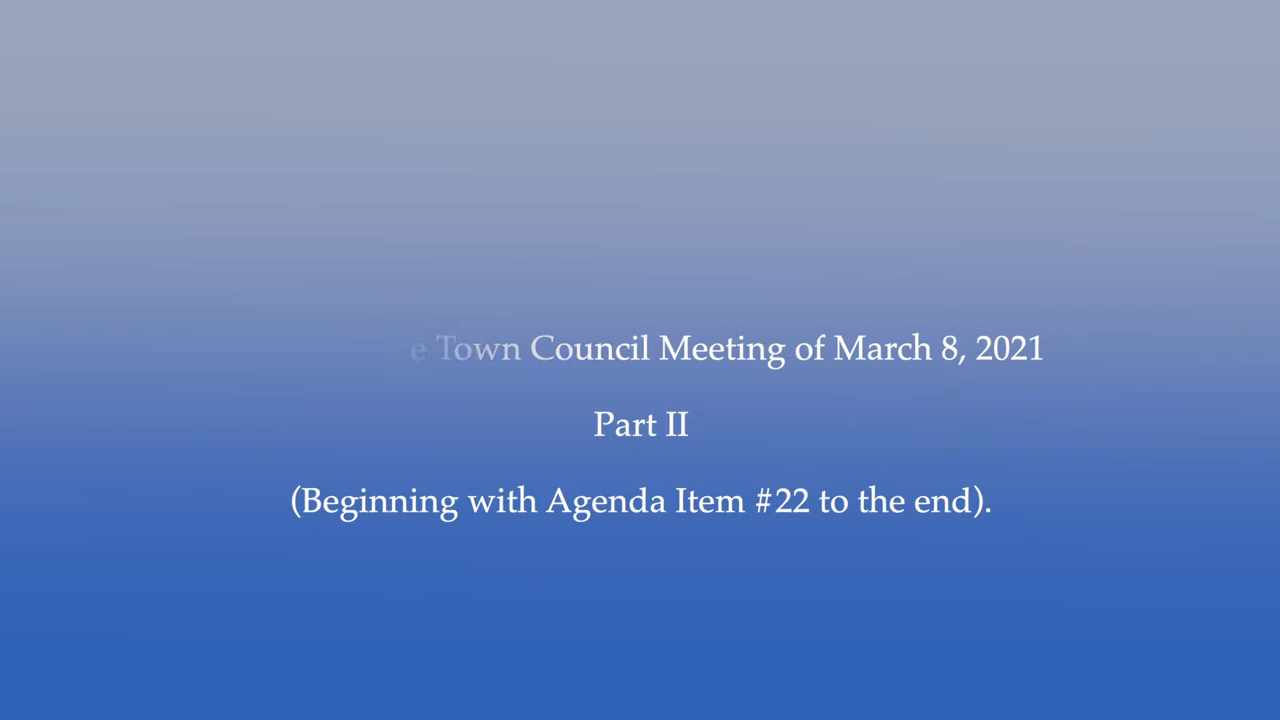 Town Council Meeting of March 8, 2021
Part II
(Beginning with Agenda Item #22 to the end).